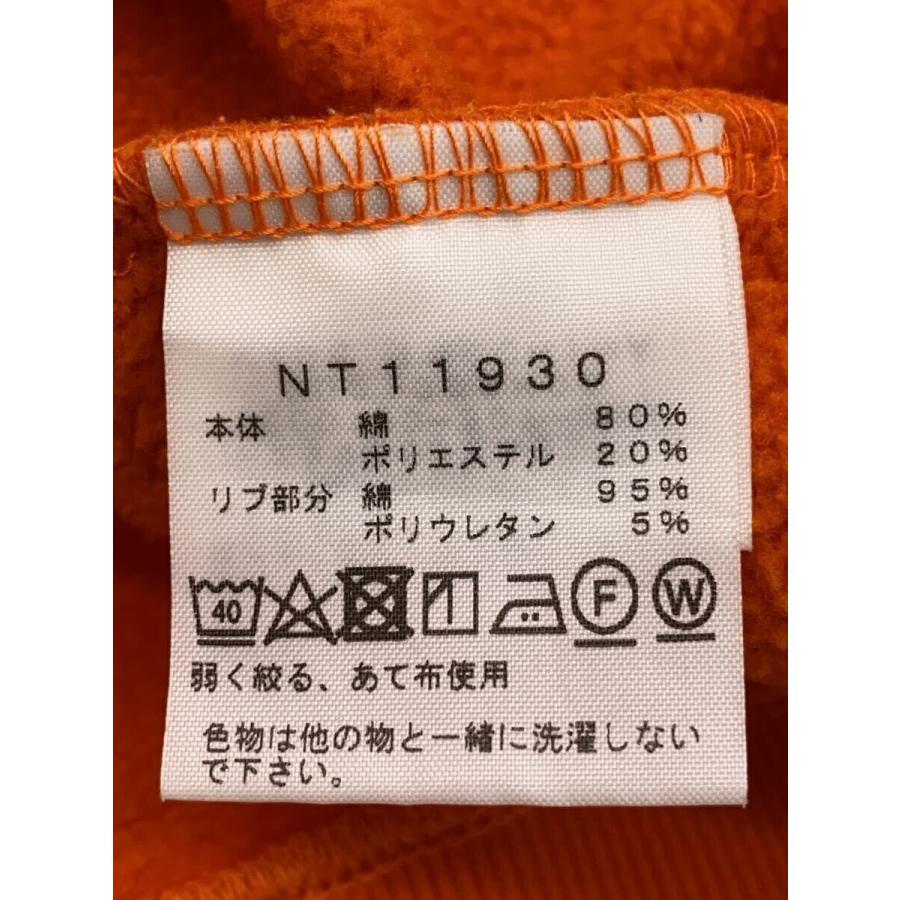 NT11930
本体 綿 80%
ポリエステル 20%
リブ部分 綿 95%
ポリウレタン 5%
40 F W
弱く絞る、あて布使用
色物は他の物と一緒に洗濯しない
で下さい。